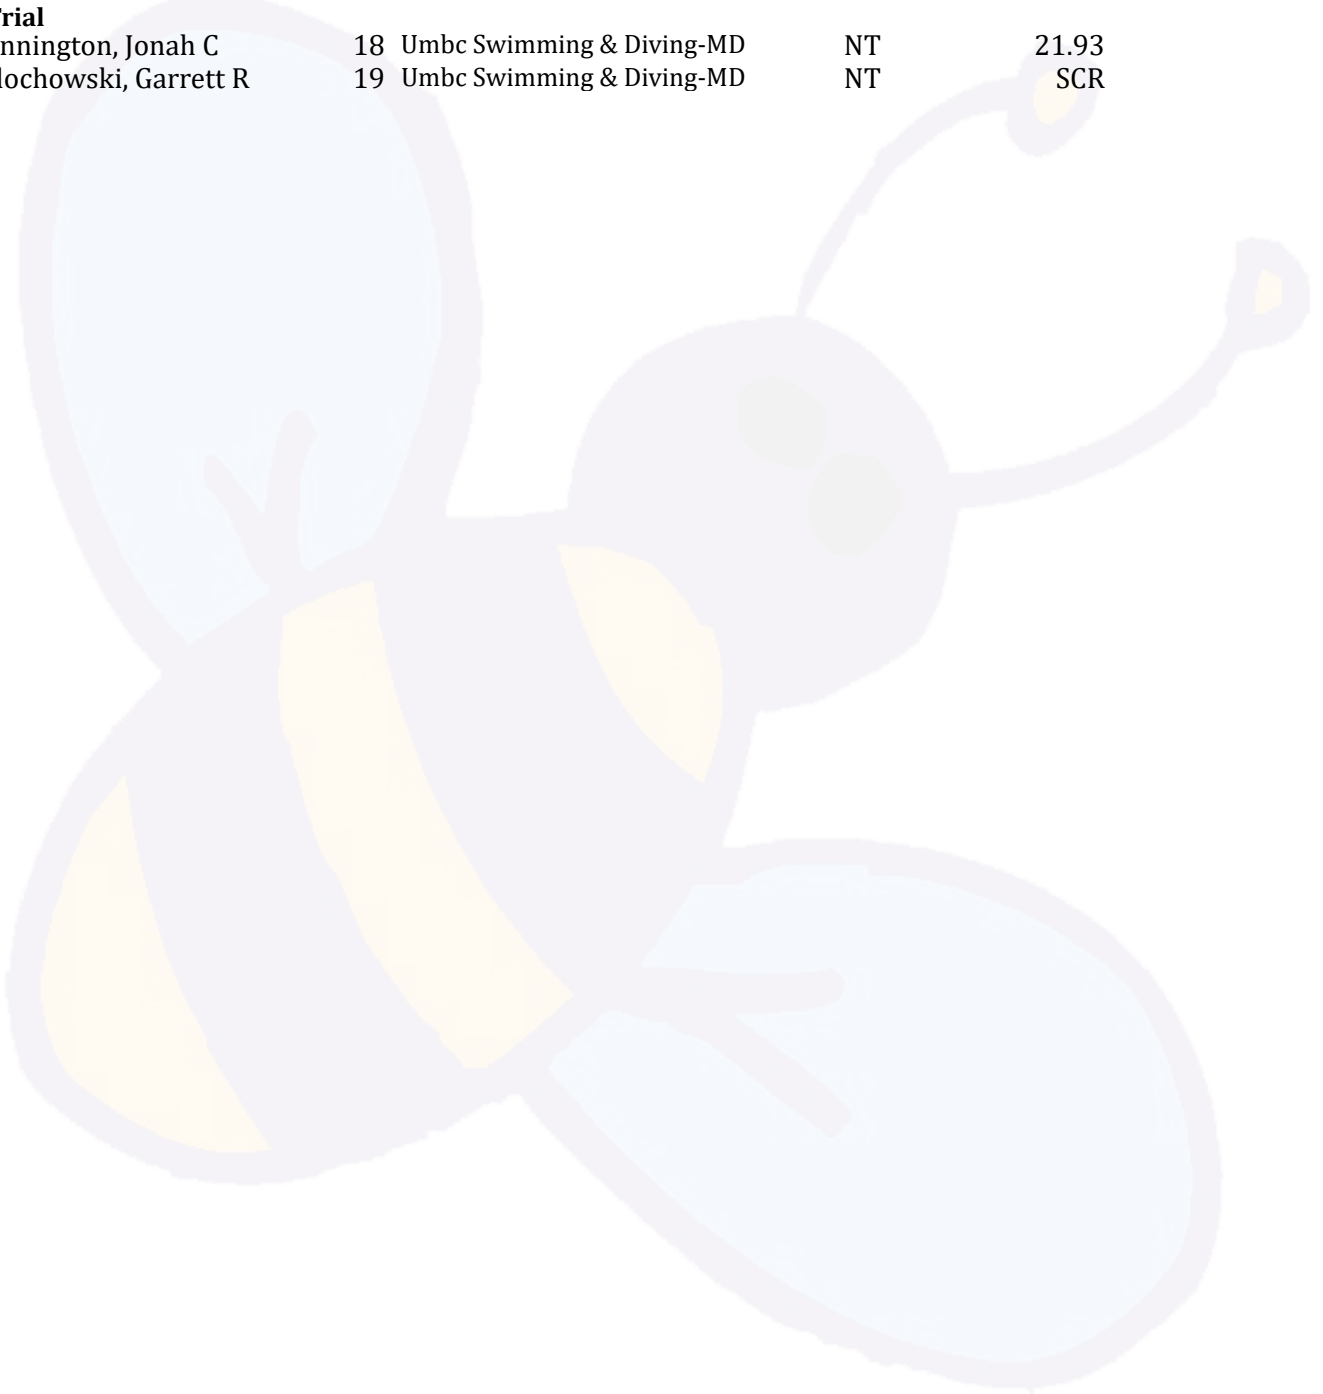 Trial
nnington, Jonah C 18 Umbc Swimming & Diving-MD NT 21.93
lochowski, Garrett R 19 Umbc Swimming & Diving-MD NT SCR